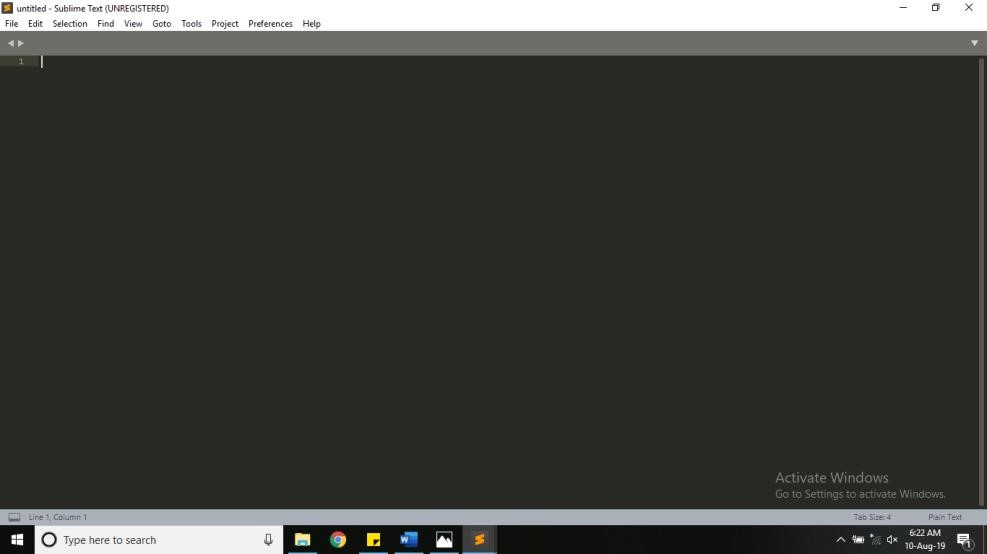 untitled - Sublime Text (UNREGISTERED)
File Edit Selection Find View Goto Tools Project Preferences Help
1
Activate Windows
Go to Settings to activate Windows.
Line 1, Column 1 Tab Size: 4 Plain Text
Type here to search
6:22 AM
10-Aug-19
1